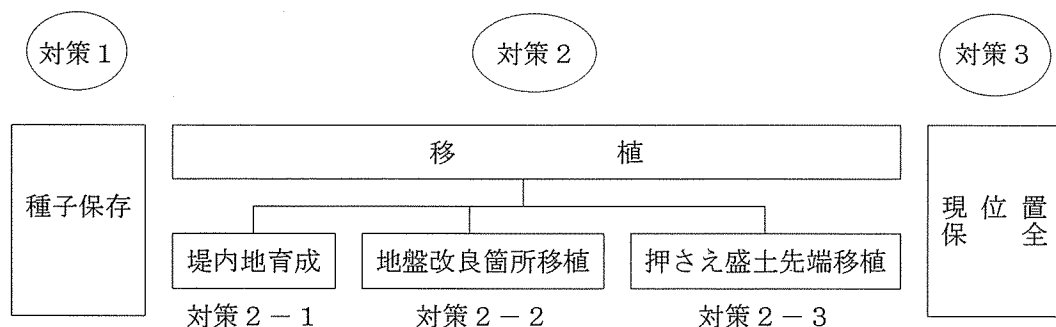 対策1
対策2
対策3
種子保存
移植
堤内地育成
地盤改良箇所移植
押さえ盛土先端移植
対策2-1
対策2-2
対策2-3
現位置
保全